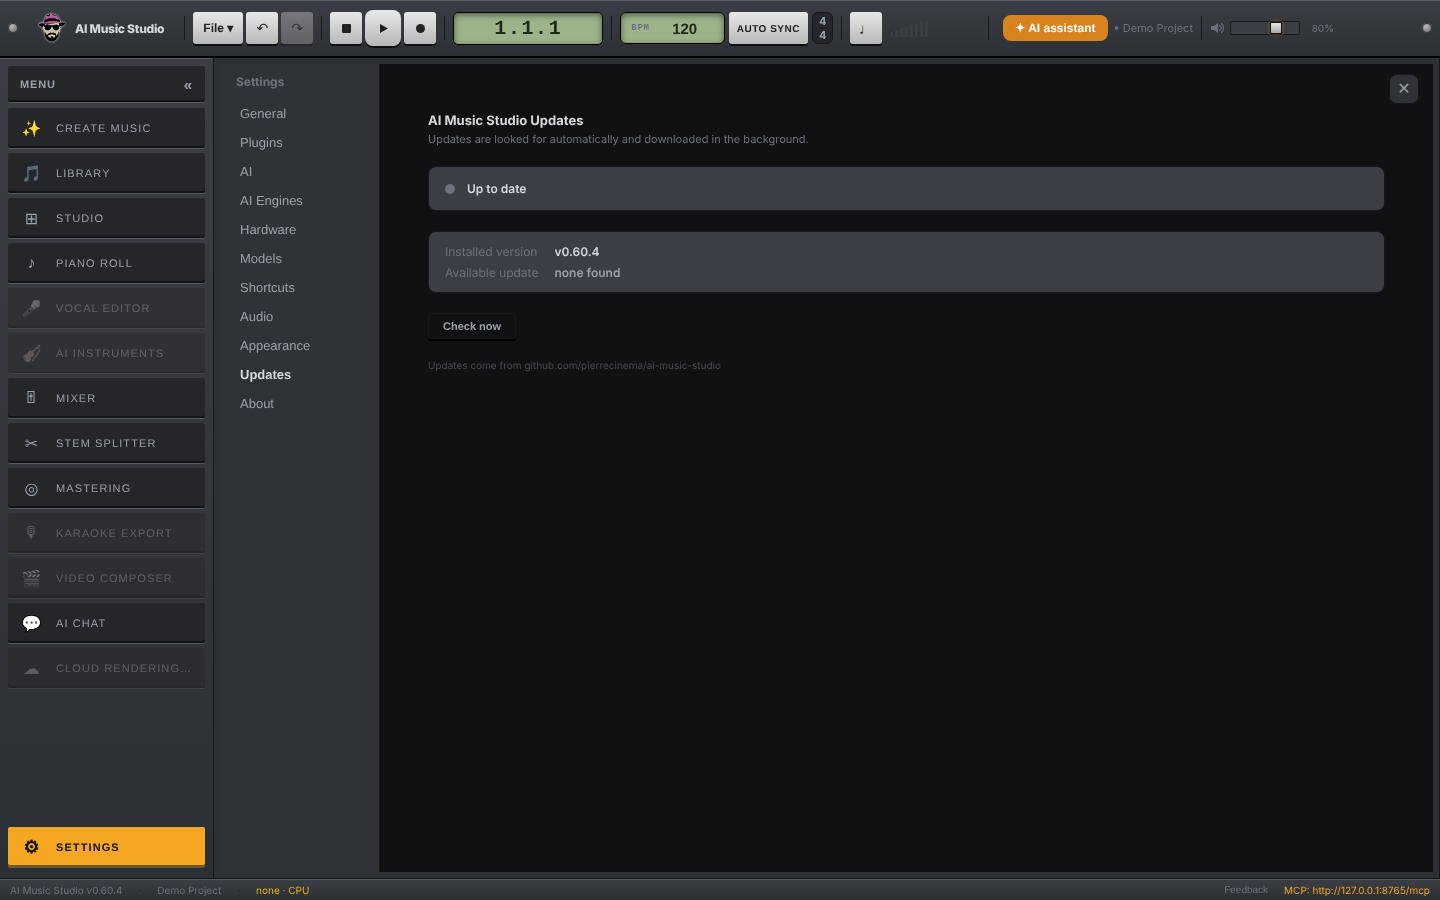 AI Music Studio
File ▾
1.1.1
BPM 120
AUTO SYNC
4
4
✦ AI assistant
• Demo Project
80%
MENU «
CREATE MUSIC
LIBRARY
STUDIO
PIANO ROLL
VOCAL EDITOR
AI INSTRUMENTS
MIXER
STEM SPLITTER
MASTERING
KARAOKE EXPORT
VIDEO COMPOSER
AI CHAT
CLOUD RENDERING...
SETTINGS
Settings
General
Plugins
AI
AI Engines
Hardware
Models
Shortcuts
Audio
Appearance
Updates
About
AI Music Studio Updates
Updates are looked for automatically and downloaded in the background.
Up to date
Installed version v0.60.4
Available update none found
Check now
Updates come from github.com/pierrecinema/ai-music-studio
AI Music Studio v0.60.4 · Demo Project · none · CPU
Feedback MCP: http://127.0.0.1:8765/mcp